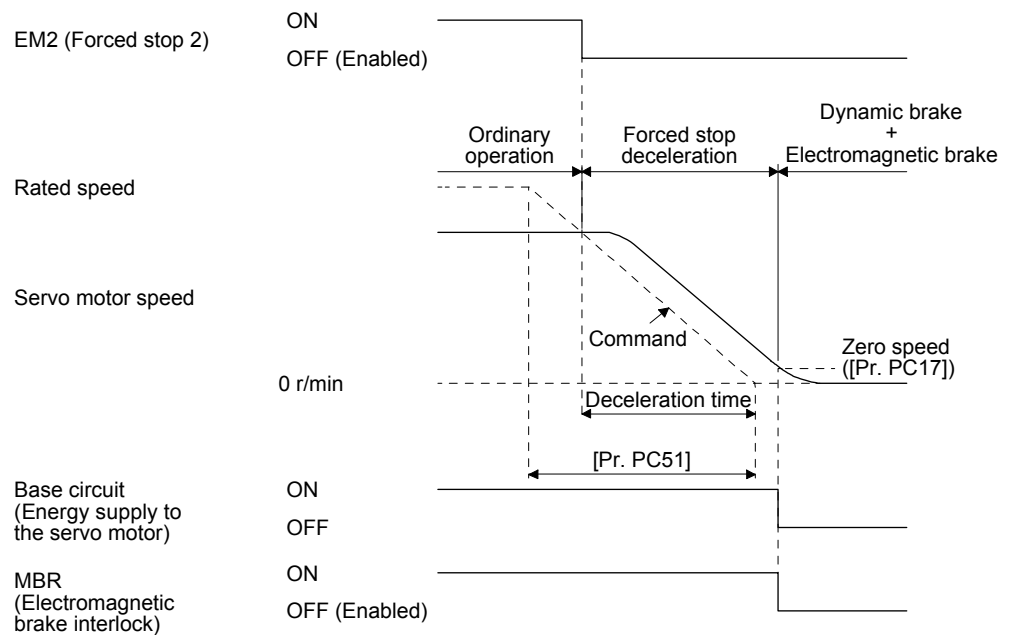 EM2 (Forced stop 2)
ON
OFF (Enabled)
Ordinary
operation
Forced stop
deceleration
Dynamic brake
+
Electromagnetic brake
Rated speed
Servo motor speed
Command
Zero speed
([Pr. PC17])
0 r/min
Deceleration time
[Pr. PC51]
Base circuit
(Energy supply to
the servo motor)
ON
OFF
MBR
(Electromagnetic
brake interlock)
ON
OFF (Enabled)